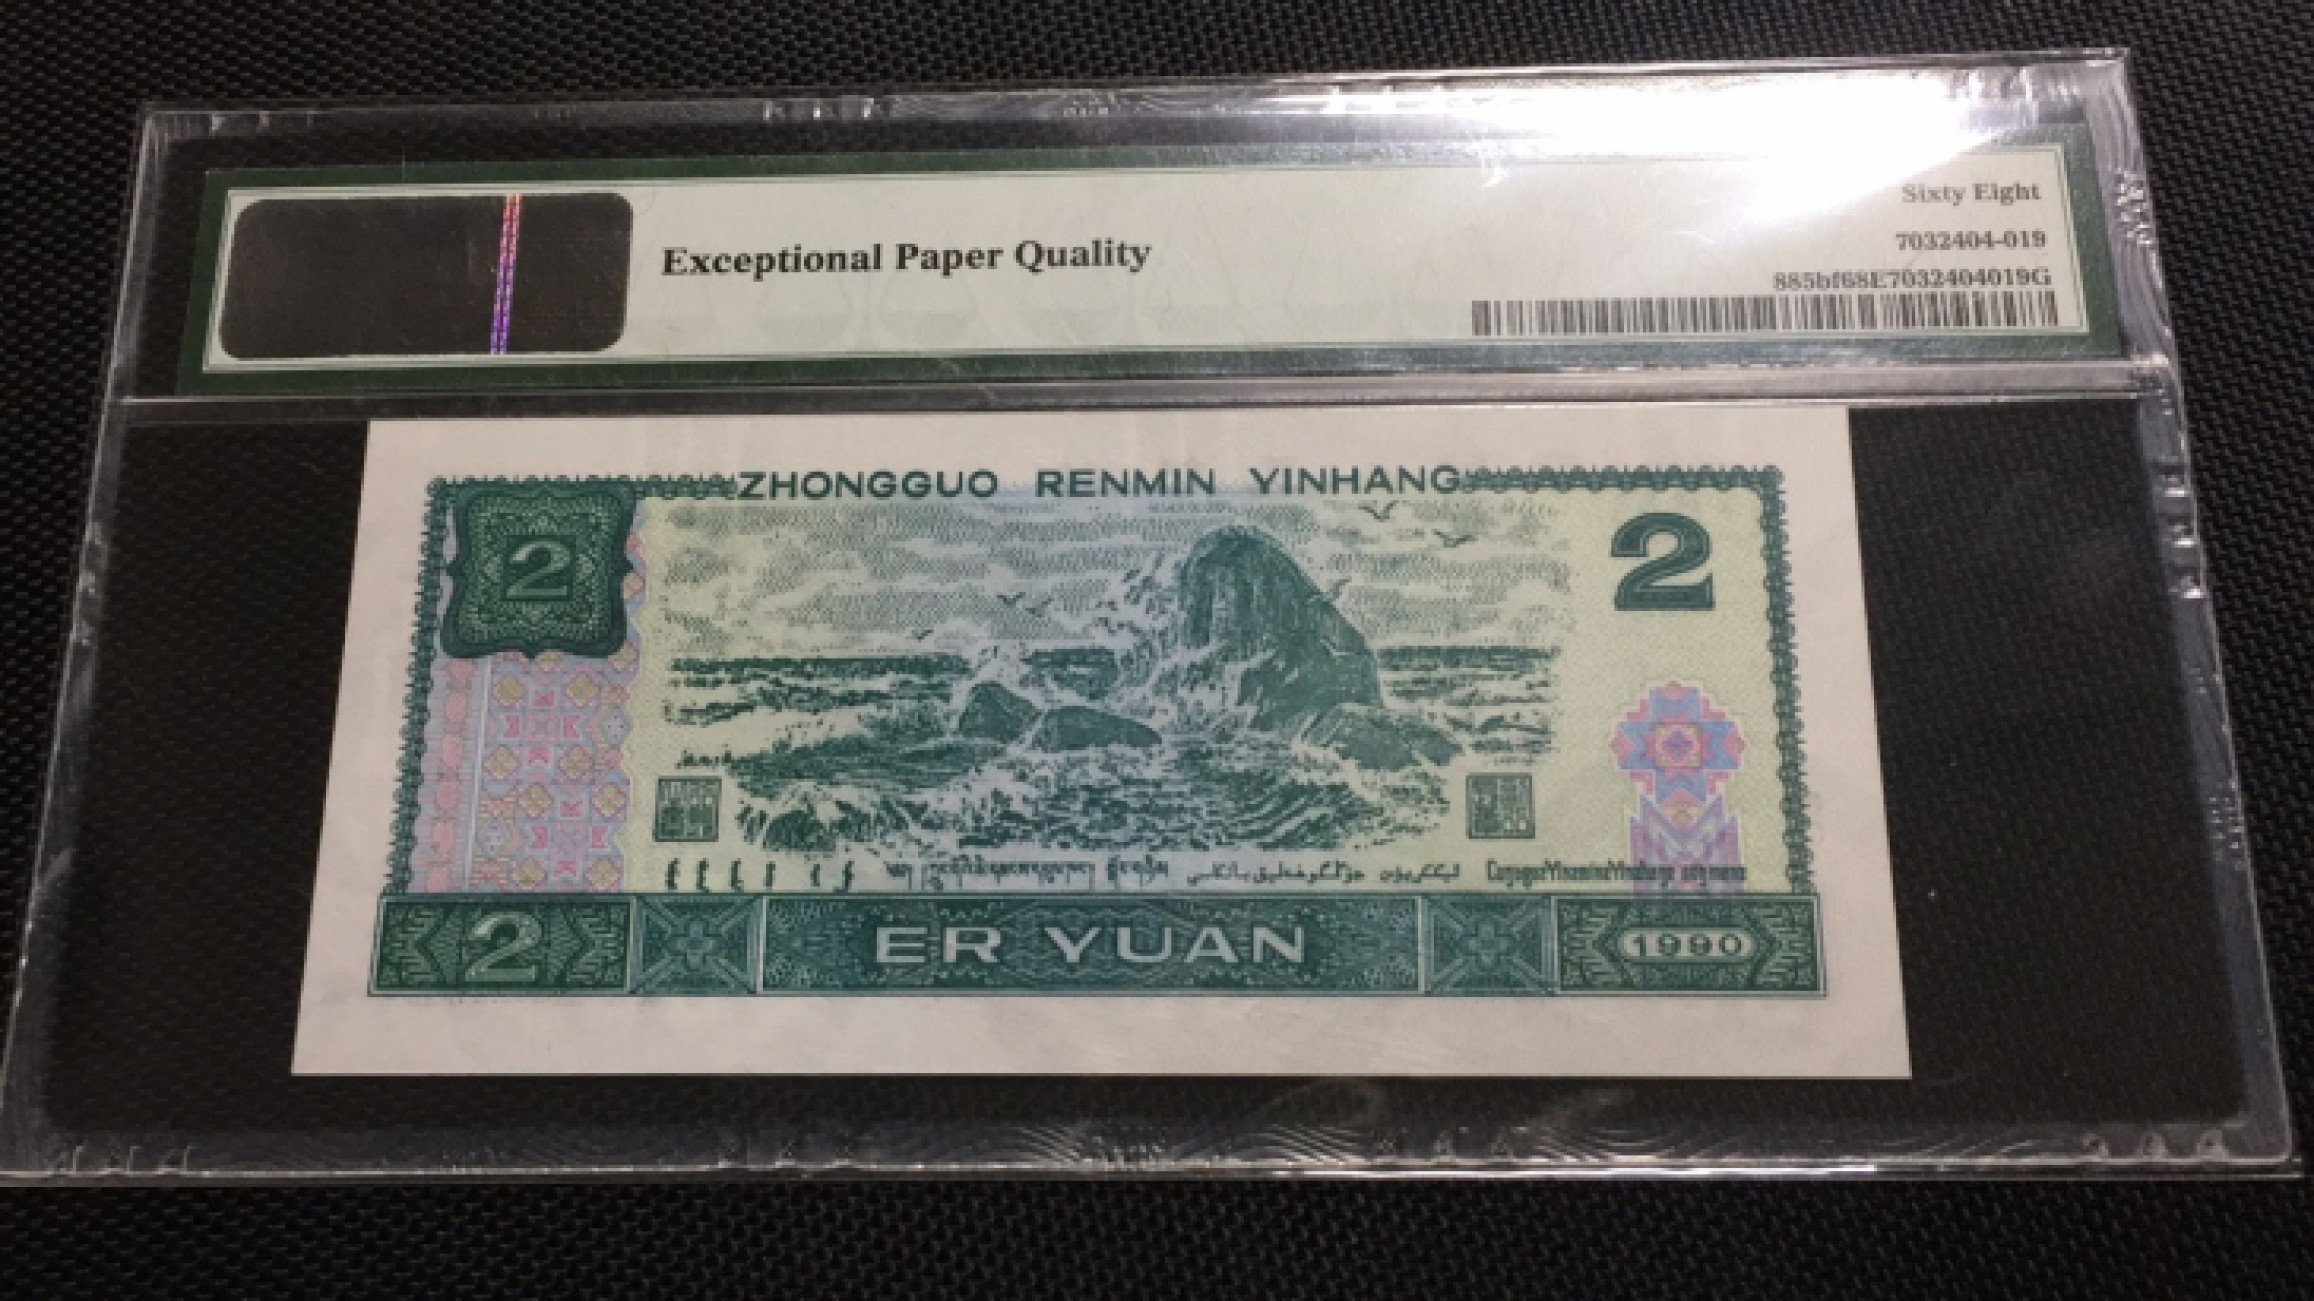 Sixty Eight
Exceptional Paper Quality
7032404-019
885bf68E7032404019G
ZHONGGUO RENMIN YINHANG
2
2
2
ER YUAN
1990